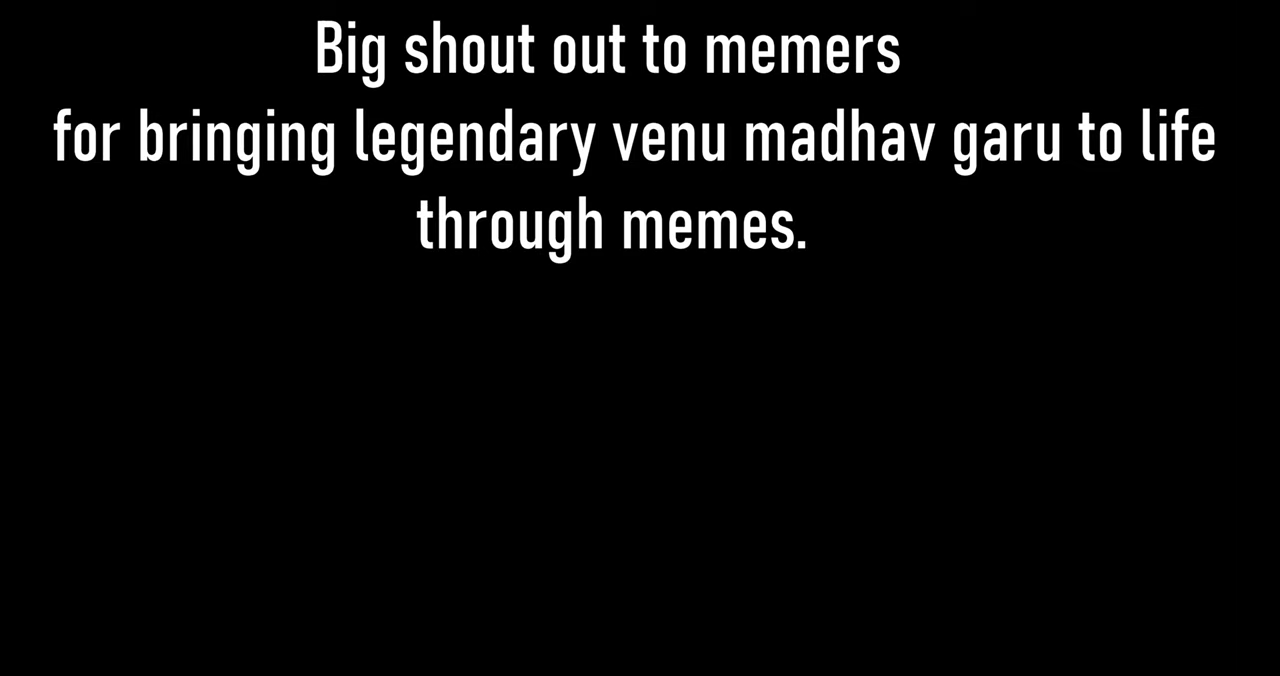 Big shout out to memers
for bringing legendary venu madhav garu to life
through memes.